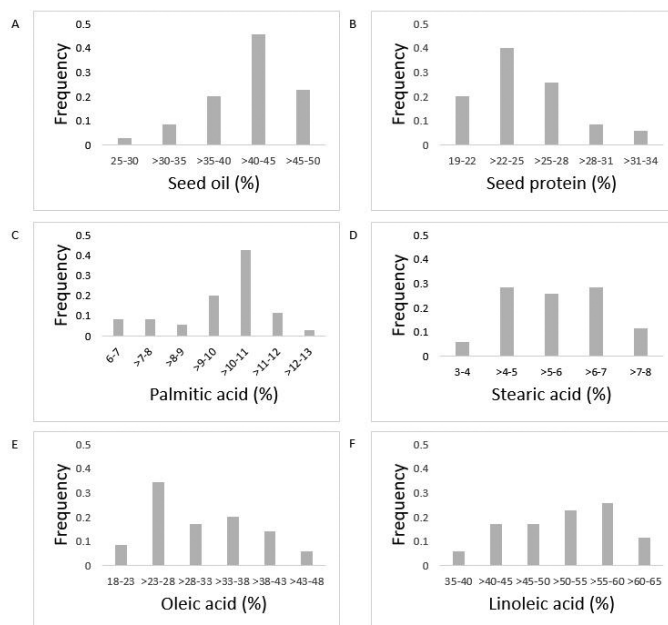 A
Frequency
0.5
0.4
0.3
0.2
0.1
0
25-30 >30-35 >35-40 >40-45 >45-50
Seed oil (%)
B
Frequency
0.5
0.4
0.3
0.2
0.1
0
19-22 >22-25 >25-28 >28-31 >31-34
Seed protein (%)
C
Frequency
0.5
0.4
0.3
0.2
0.1
0
6-7 >7-8 >8-9 >9-10 >10-11 >11-12 >12-13
Palmitic acid (%)
D
Frequency
0.5
0.4
0.3
0.2
0.1
0
3-4 >4-5 >5-6 >6-7 >7-8
Stearic acid (%)
E
Frequency
0.5
0.4
0.3
0.2
0.1
0
18-23 >23-28 >28-33 >33-38 >38-43 >43-48
Oleic acid (%)
F
Frequency
0.5
0.4
0.3
0.2
0.1
0
35-40 >40-45 >45-50 >50-55 >55-60 >60-65
Linoleic acid (%)